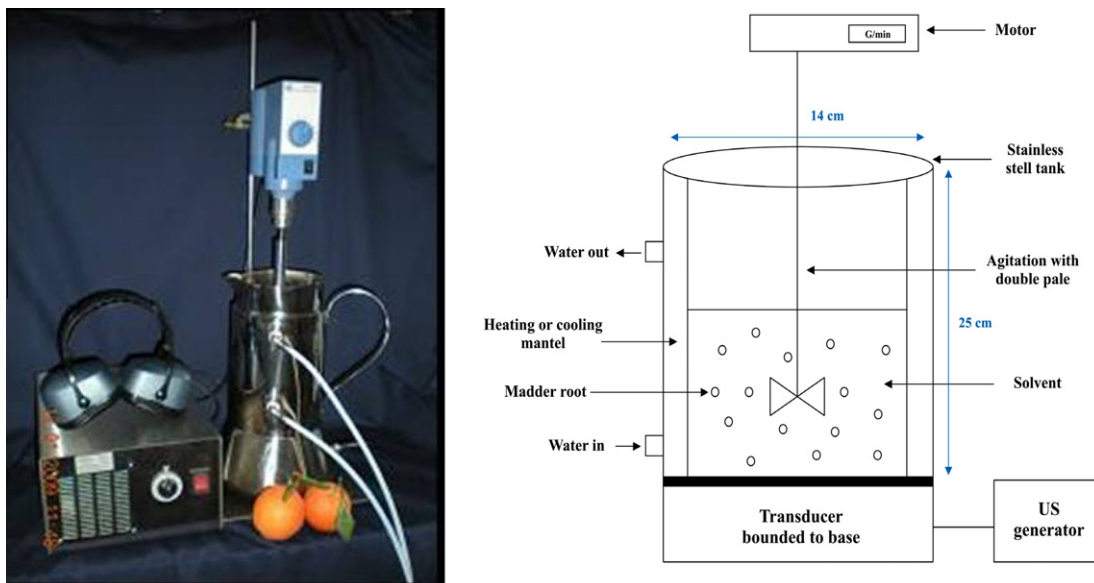 G/min
Motor
14 cm
Stainless
stell tank
Water out
Agitation with
double pale
Heating or cooling
mantel
25 cm
Madder root
Solvent
Water in
Transducer
bounded to base
US
generator